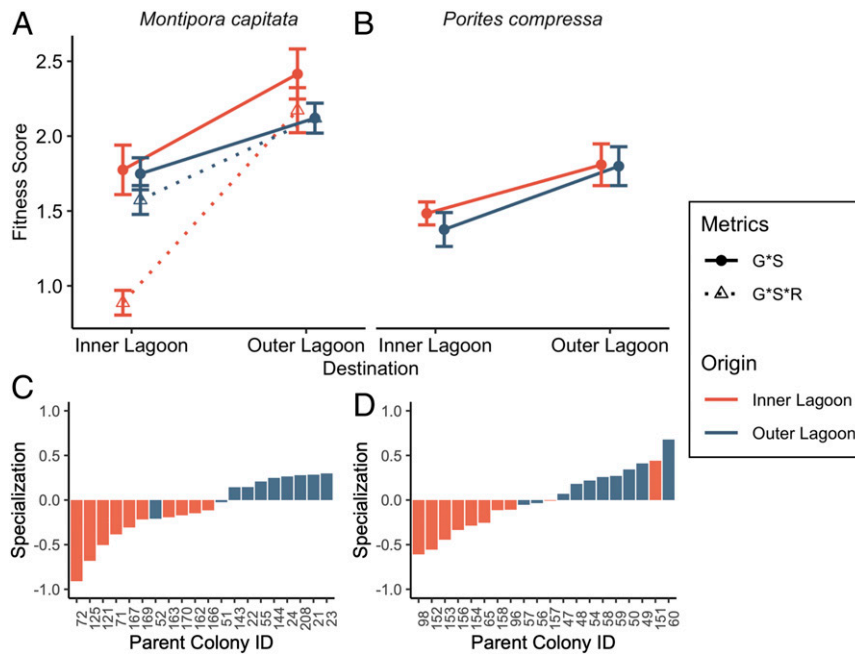 A
Montipora capitata
B
Porites compressa
Fitness Score
2.5
2.0
1.5
1.0
Inner Lagoon
Outer Lagoon
Inner Lagoon
Outer Lagoon
Destination
Metrics
G*S
G*S*R
Origin
Inner Lagoon
Outer Lagoon
C
Specialization
1.0
0.5
0.0
-0.5
-1.0
72
125
121
71
167
169
52
163
170
162
166
51
143
22
55
144
24
208
21
23
Parent Colony ID
D
Specialization
1.0
0.5
0.0
-0.5
-1.0
98
152
153
156
154
65
158
96
57
56
157
47
48
54
58
59
50
49
151
60
Parent Colony ID